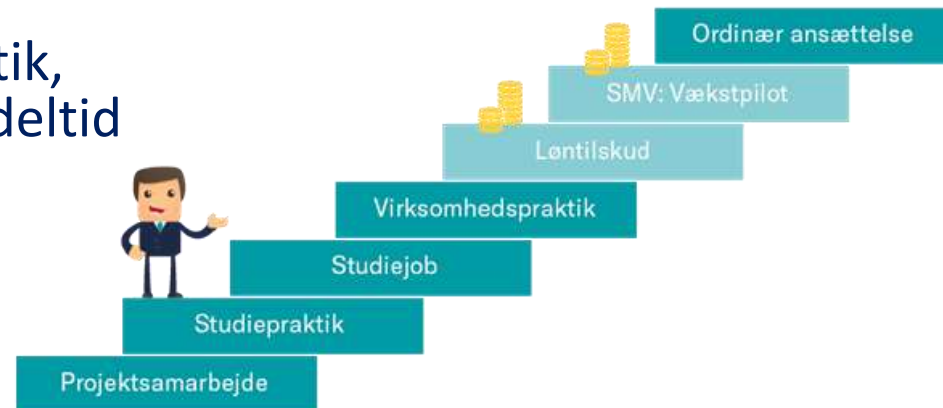 tik,
deltid
Ordinær ansættelse
SMV: Vækstpilot
Løntilskud
Virksomhedspraktik
Studiejob
Studiepraktik
Projektsamarbejde